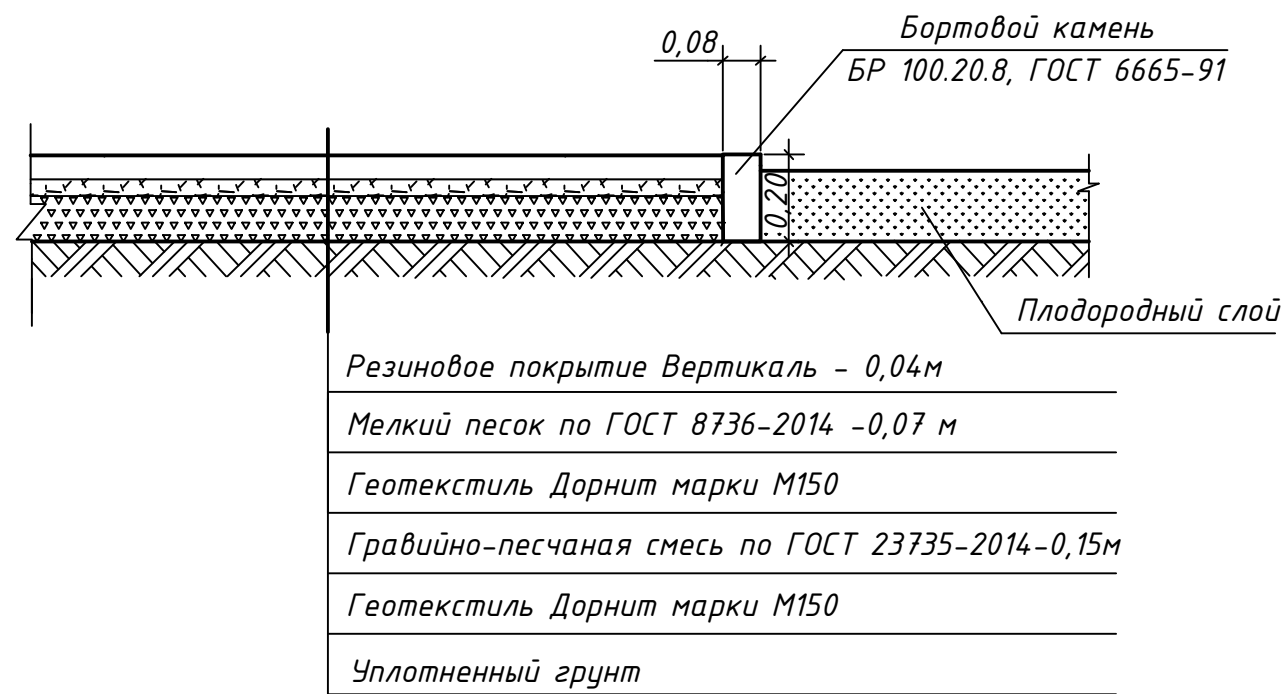 0,08
Бортовой камень
БР 100.20.8, ГОСТ 6665-91
0,20
Плодородный слой
Резиновое покрытие Вертикаль - 0,04м
Мелкий песок по ГОСТ 8736-2014 -0,07 м
Геотекстиль Дорнит марки М150
Гравийно-песчаная смесь по ГОСТ 23735-2014-0,15м
Геотекстиль Дорнит марки М150
Уплотненный грунт